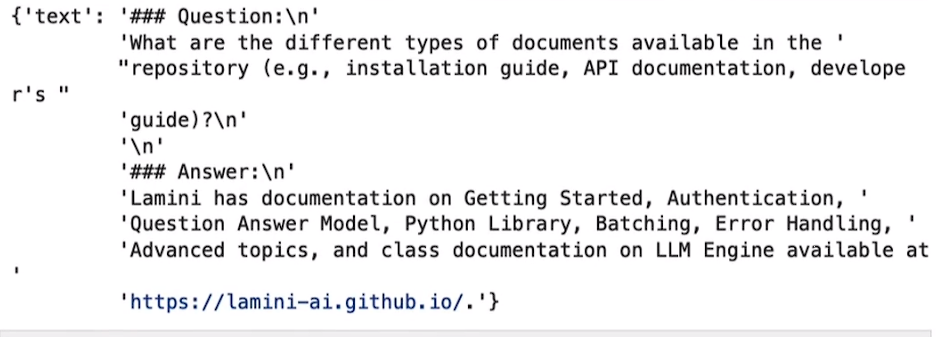 {'text': '### Question:\n'
'What are the different types of documents available in the '
"repository (e.g., installation guide, API documentation, develope
r's "
'guide)?\n'
'\n'
'### Answer:\n'
'Lamini has documentation on Getting Started, Authentication, '
'Question Answer Model, Python Library, Batching, Error Handling, '
'Advanced topics, and class documentation on LLM Engine available at
'
'https://lamini-ai.github.io/.'}